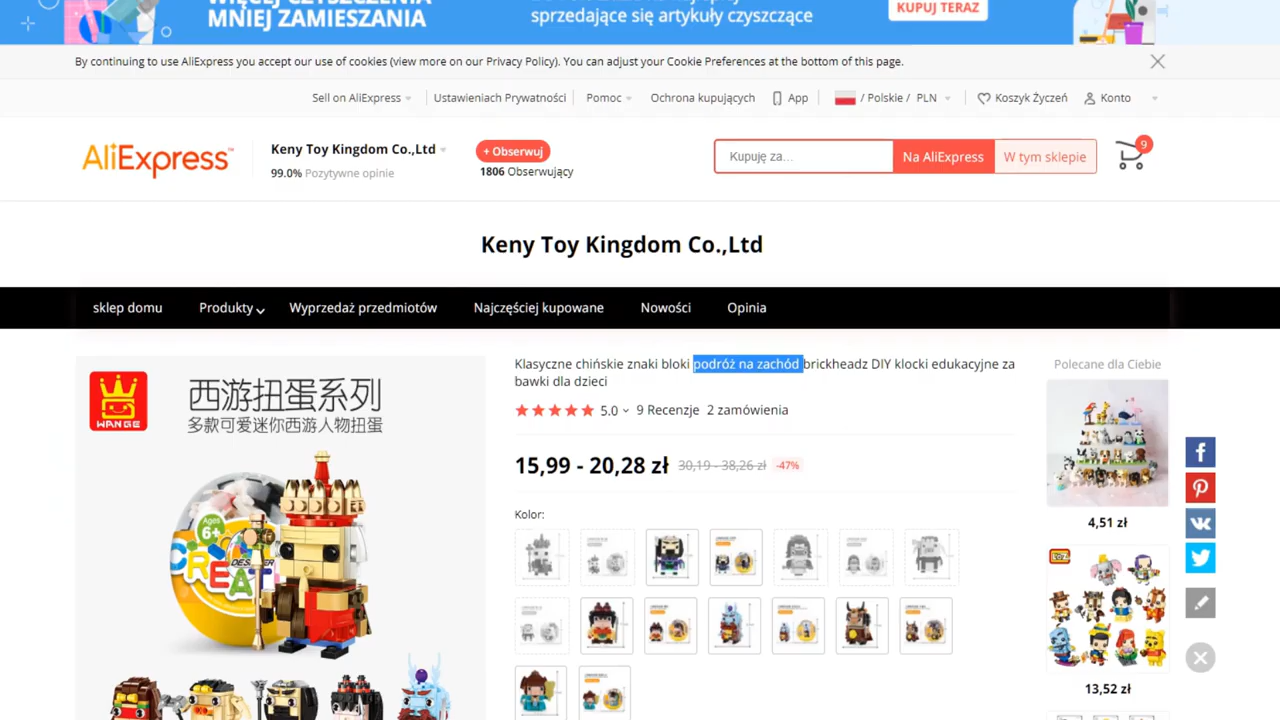 MNIEJ ZAMIESZANIA
sprzedające się artykuły czyszczące
KUPUJ TERAZ
By continuing to use AliExpress you accept our use of cookies (view more on our Privacy Policy). You can adjust your Cookie Preferences at the bottom of this page.
Sell on AliExpress
Ustawieniach Prywatności
Pomoc
Ochrona kupujących
App
/ Polskie / PLN
Koszyk Życzeń
Konto
AliExpress
Keny Toy Kingdom Co.,Ltd
99.0% Pozytywne opinie
+ Obserwuj
1806 Obserwujący
Kupuję za...
Na AliExpress
W tym sklepie
9
Keny Toy Kingdom Co.,Ltd
sklep domu
Produkty
Wyprzedaż przedmiotów
Najczęściej kupowane
Nowości
Opinia
WANGE
西游扭蛋系列
多款可爱迷你西游人物扭蛋
Ages
6+
Klasyczne chińskie znaki bloki podróż na zachód brickheadz DIY klocki edukacyjne za
bawki dla dzieci
5.0
9 Recenzje
2 zamówienia
15,99 - 20,28 zł
30,19 - 38,26 zł
-47%
Kolor:
Polecane dla Ciebie
4,51 zł
LOZ
13,52 zł